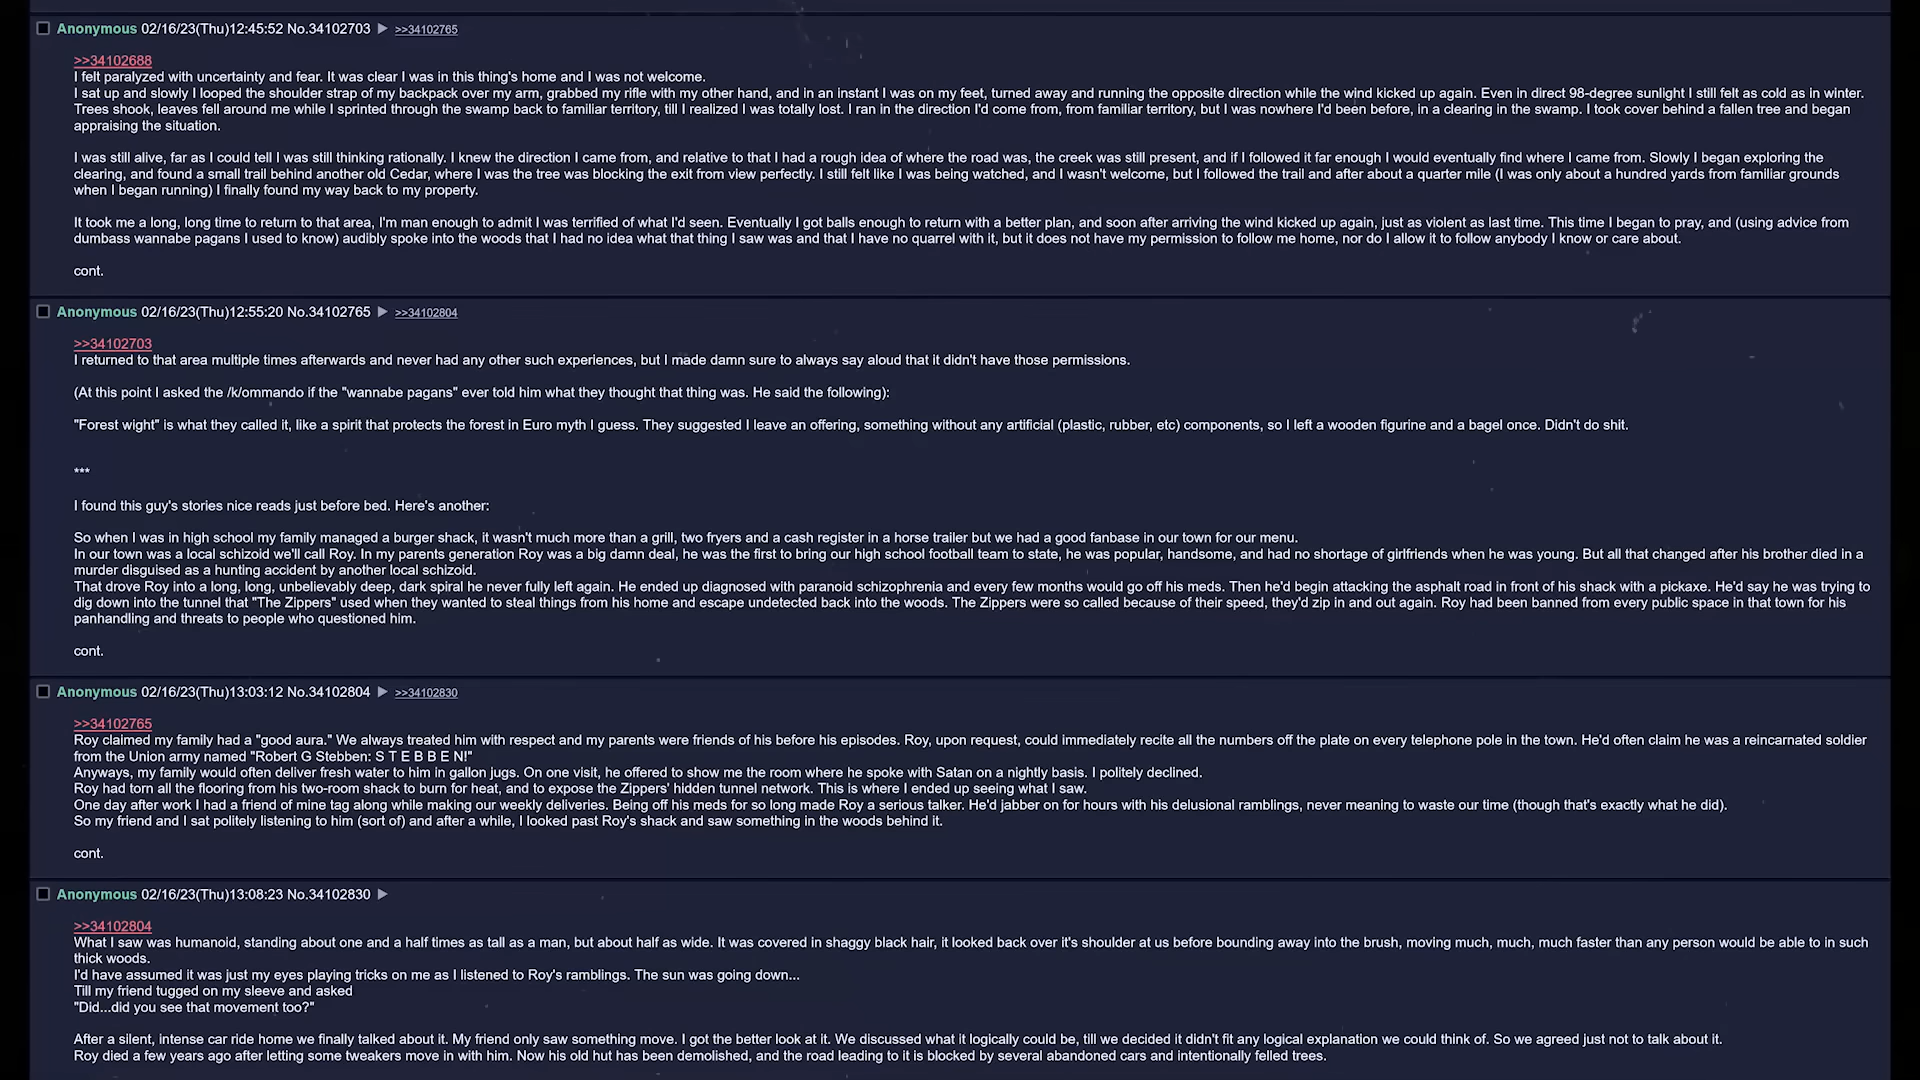 Anonymous 02/16/23(Thu)12:45:52 No.34102703 ▶ >>34102765
>>34102688
I felt paralyzed with uncertainty and fear. It was clear I was in this thing's home and I was not welcome.
I sat up and slowly I looped the shoulder strap of my backpack over my arm, grabbed my rifle with my other hand, and in an instant I was on my feet, turned away and running the opposite direction while the wind kicked up again. Even in direct 98-degree sunlight I still felt as cold as in winter.
Trees shook, leaves fell around me while I sprinted through the swamp back to familiar territory, till I realized I was totally lost. I ran in the direction I'd come from, from familiar territory, but I was nowhere I'd been before, in a clearing in the swamp. I took cover behind a fallen tree and began
appraising the situation.
I was still alive, far as I could tell I was still thinking rationally. I knew the direction I came from, and relative to that I had a rough idea of where the road was, the creek was still present, and if I followed it far enough I would eventually find where I came from. Slowly I began exploring the
clearing, and found a small trail behind another old Cedar, where I was the tree was blocking the exit from view perfectly. I still felt like I was being watched, and I wasn't welcome, but I followed the trail and after about a quarter mile (I was only about a hundred yards from familiar grounds
when I began running) I finally found my way back to my property.
It took me a long, long time to return to that area, I'm man enough to admit I was terrified of what I'd seen. Eventually I got balls enough to return with a better plan, and soon after arriving the wind kicked up again, just as violent as last time. This time I began to pray, and (using advice from
dumbass wannabe pagans I used to know) audibly spoke into the woods that I had no idea what that thing I saw was and that I have no quarrel with it, but it does not have my permission to follow me home, nor do I allow it to follow anybody I know or care about.
cont.
Anonymous 02/16/23(Thu)12:55:20 No.34102765 ▶ >>34102804
>>34102703
I returned to that area multiple times afterwards and never had any other such experiences, but I made damn sure to always say aloud that it didn't have those permissions.
(At this point I asked the /k/ommando if the "wannabe pagans" ever told him what they thought that thing was. He said the following):
"Forest wight" is what they called it, like a spirit that protects the forest in Euro myth I guess. They suggested I leave an offering, something without any artificial (plastic, rubber, etc) components, so I left a wooden figurine and a bagel once. Didn't do shit.
***
I found this guy's stories nice reads just before bed. Here's another:
So when I was in high school my family managed a burger shack, it wasn't much more than a grill, two fryers and a cash register in a horse trailer but we had a good fanbase in our town for our menu.
In our town was a local schizoid we'll call Roy. In my parents generation Roy was a big damn deal, he was the first to bring our high school football team to state, he was popular, handsome, and had no shortage of girlfriends when he was young. But all that changed after his brother died in a
murder disguised as a hunting accident by another local schizoid.
That drove Roy into a long, long, unbelievably deep, dark spiral he never fully left again. He ended up diagnosed with paranoid schizophrenia and every few months would go off his meds. Then he'd begin attacking the asphalt road in front of his shack with a pickaxe. He'd say he was trying to
dig down into the tunnel that "The Zippers" used when they wanted to steal things from his home and escape undetected back into the woods. The Zippers were so called because of their speed, they'd zip in and out again. Roy had been banned from every public space in that town for his
panhandling and threats to people who questioned him.
cont.
Anonymous 02/16/23(Thu)13:03:12 No.34102804 ▶ >>34102830
>>34102765
Roy claimed my family had a "good aura." We always treated him with respect and my parents were friends of his before his episodes. Roy, upon request, could immediately recite all the numbers off the plate on every telephone pole in the town. He'd often claim he was a reincarnated soldier
from the Union army named "Robert G Stebben: S T E B B E N!"
Anyways, my family would often deliver fresh water to him in gallon jugs. On one visit, he offered to show me the room where he spoke with Satan on a nightly basis. I politely declined.
Roy had torn all the flooring from his two-room shack to burn for heat, and to expose the Zippers' hidden tunnel network. This is where I ended up seeing what I saw.
One day after work I had a friend of mine tag along while making our weekly deliveries. Being off his meds for so long made Roy a serious talker. He'd jabber on for hours with his delusional ramblings, never meaning to waste our time (though that's exactly what he did).
So my friend and I sat politely listening to him (sort of) and after a while, I looked past Roy's shack and saw something in the woods behind it.
cont.
Anonymous 02/16/23(Thu)13:08:23 No.34102830 ▶
>>34102804
What I saw was humanoid, standing about one and a half times as tall as a man, but about half as wide. It was covered in shaggy black hair, it looked back over it's shoulder at us before bounding away into the brush, moving much, much, much faster than any person would be able to in such
thick woods.
I'd have assumed it was just my eyes playing tricks on me as I listened to Roy's ramblings. The sun was going down...
Till my friend tugged on my sleeve and asked
"Did...did you see that movement too?"
After a silent, intense car ride home we finally talked about it. My friend only saw something move. I got the better look at it. We discussed what it logically could be, till we decided it didn't fit any logical explanation we could think of. So we agreed just not to talk about it.
Roy died a few years ago after letting some tweakers move in with him. Now his old hut has been demolished, and the road leading to it is blocked by several abandoned cars and intentionally felled trees.